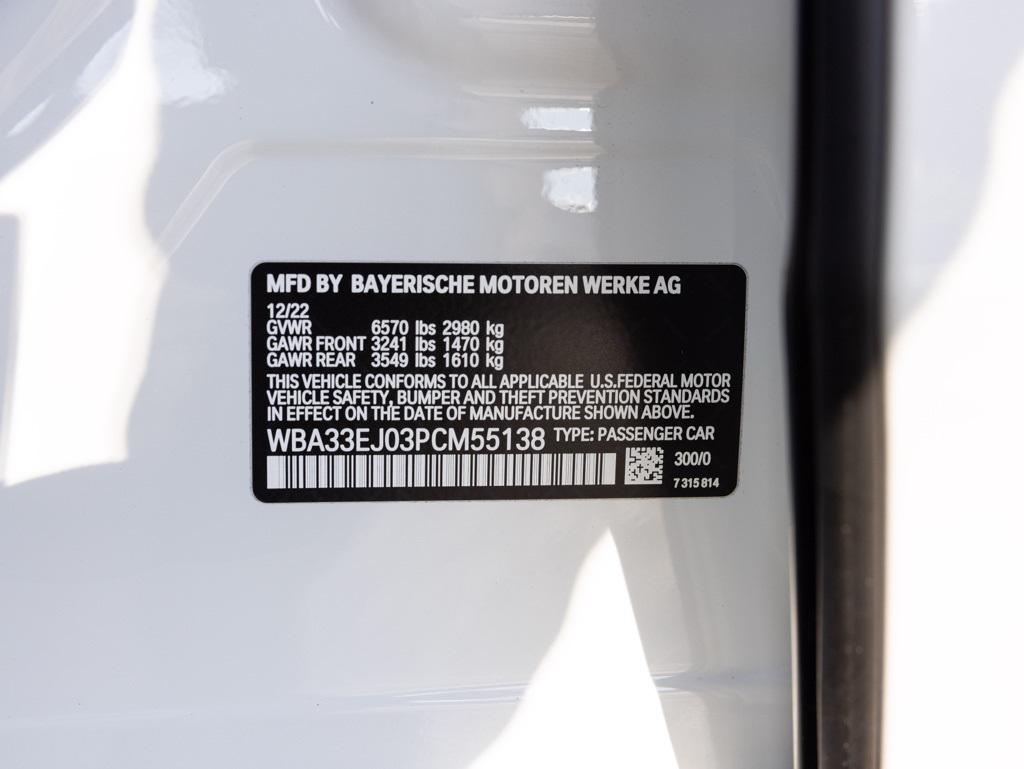 MFD BY BAYERISCHE MOTOREN WERKE AG
12/22
GVWR 6570 lbs 2980 kg
GAWR FRONT 3241 lbs 1470 kg
GAWR REAR 3549 lbs 1610 kg
THIS VEHICLE CONFORMS TO ALL APPLICABLE U.S.FEDERAL MOTOR
VEHICLE SAFETY, BUMPER AND THEFT PREVENTION STANDARDS
IN EFFECT ON THE DATE OF MANUFACTURE SHOWN ABOVE.
WBA33EJ03PCM55138 TYPE: PASSENGER CAR
300/0
7 315 814